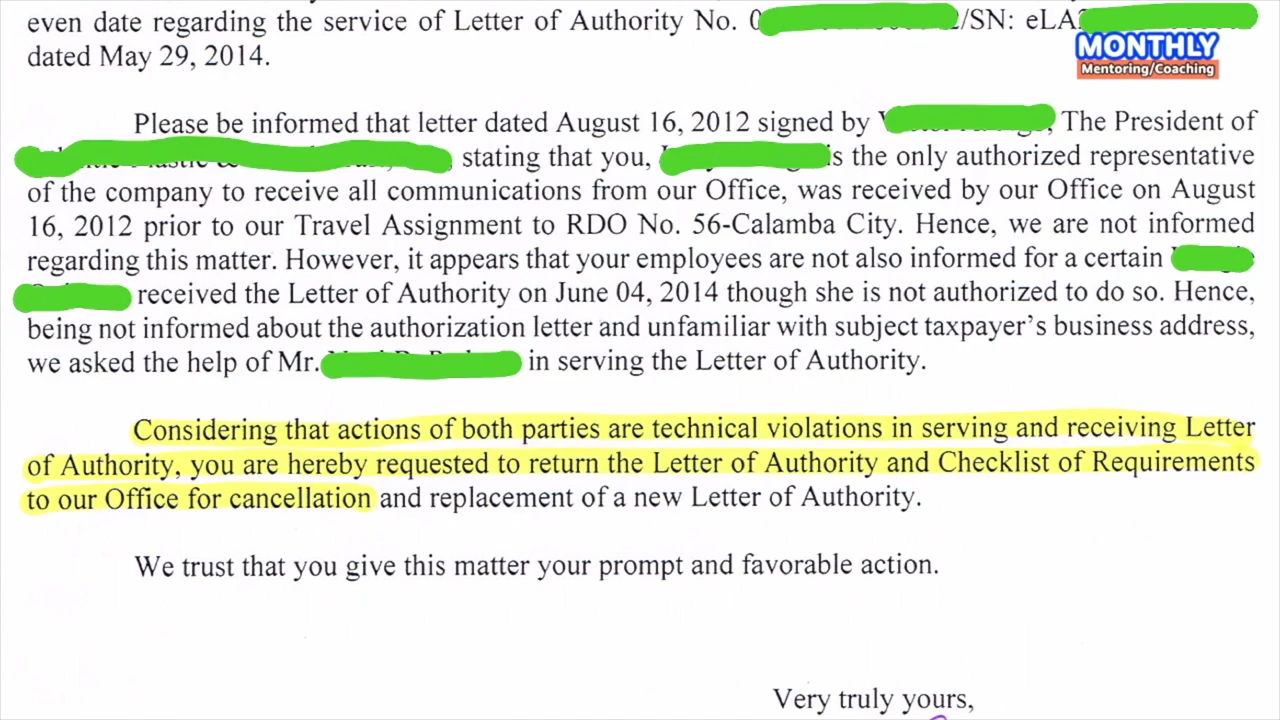 even date regarding the service of Letter of Authority No. 0 /SN: eLA
dated May 29, 2014.
MONTHLY
Mentoring/Coaching
Please be informed that letter dated August 16, 2012 signed by The President of
stating that you, is the only authorized representative
of the company to receive all communications from our Office, was received by our Office on August
16, 2012 prior to our Travel Assignment to RDO No. 56-Calamba City. Hence, we are not informed
regarding this matter. However, it appears that your employees are not also informed for a certain
received the Letter of Authority on June 04, 2014 though she is not authorized to do so. Hence,
being not informed about the authorization letter and unfamiliar with subject taxpayer's business address,
we asked the help of Mr. in serving the Letter of Authority.
Considering that actions of both parties are technical violations in serving and receiving Letter
of Authority, you are hereby requested to return the Letter of Authority and Checklist of Requirements
to our Office for cancellation and replacement of a new Letter of Authority.
We trust that you give this matter your prompt and favorable action.
Very truly yours,